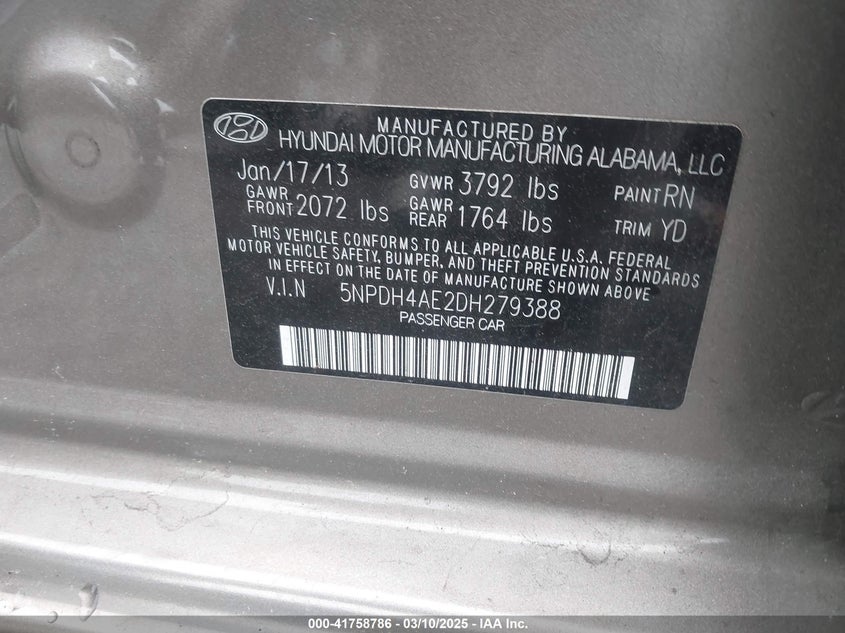 MANUFACTURED BY
HYUNDAI MOTOR MANUFACTURING ALABAMA, LLC
Jan/17/13 GVWR 3792 lbs PAINT RN
GAWR FRONT 2072 lbs GAWR REAR 1764 lbs TRIM YD
THIS VEHICLE CONFORMS TO ALL APPLICABLE U.S.A. FEDERAL
MOTOR VEHICLE SAFETY, BUMPER, AND THEFT PREVENTION STANDARDS
IN EFFECT ON THE DATE OF MANUFACTURE SHOWN ABOVE.
V.I.N 5NPDH4AE2DH279388
PASSENGER CAR
000-41758786 - 03/10/2025 - IAA Inc.